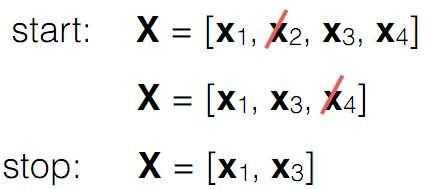 start: X = [x1, x2, x3, x4]
X = [x1, x3, x4]
stop: X = [x1, x3]